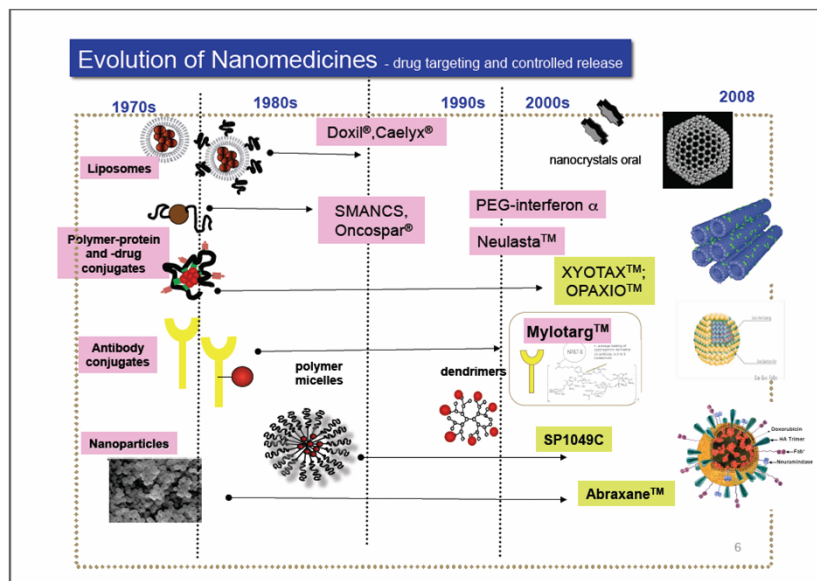 Evolution of Nanomedicines - drug targeting and controlled release
1970s
1980s
1990s
2000s
2008
Liposomes
Doxil®,Caelyx®
nanocrystals oral
SMANCS,
Oncospar®
PEG-interferon α
Neulasta™
Polymer-protein
and -drug
conjugates
XYOTAX™;
OPAXIO™
Antibody
conjugates
Mylotarg™
polymer
micelles
dendrimers
Nanoparticles
SP1049C
Abraxane™
Doxorubicin
HA Trimer
Fab'
Neuramindase
6